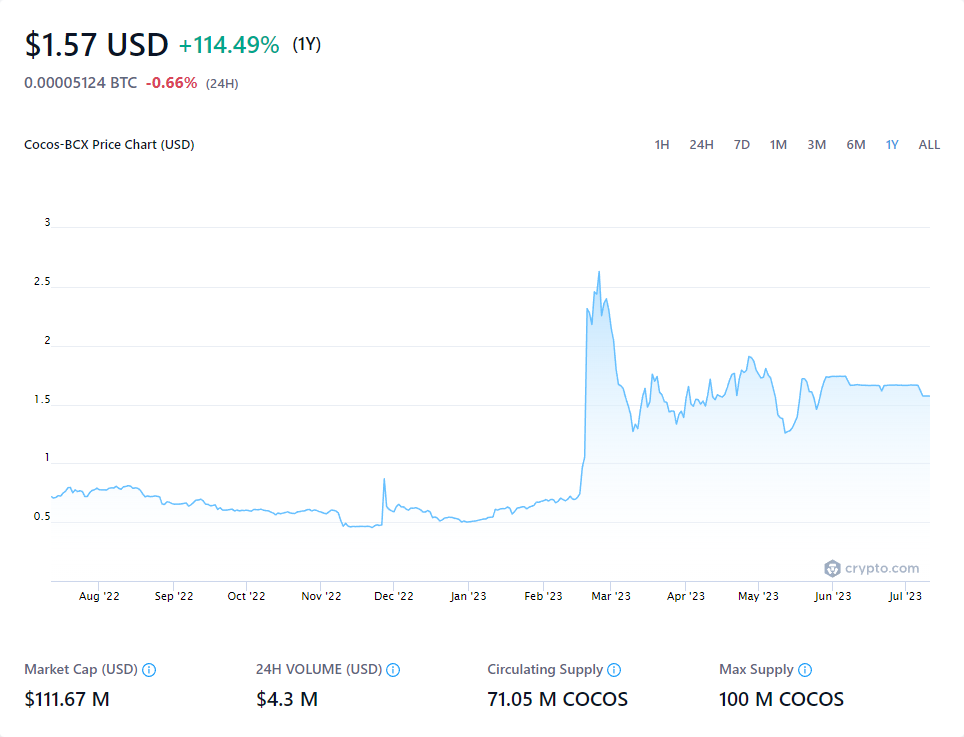 $1.57 USD +114.49% (1Y)
0.00005124 BTC -0.66% (24H)
Cocos-BCX Price Chart (USD) 1H 24H 7D 1M 3M 6M 1Y ALL
3
2.5
2
1.5
1
0.5
crypto.com
Aug '22 Sep '22 Oct '22 Nov '22 Dec '22 Jan '23 Feb '23 Mar '23 Apr '23 May '23 Jun '23 Jul '23
Market Cap (USD) 24H VOLUME (USD) Circulating Supply Max Supply
$111.67 M $4.3 M 71.05 M COCOS 100 M COCOS